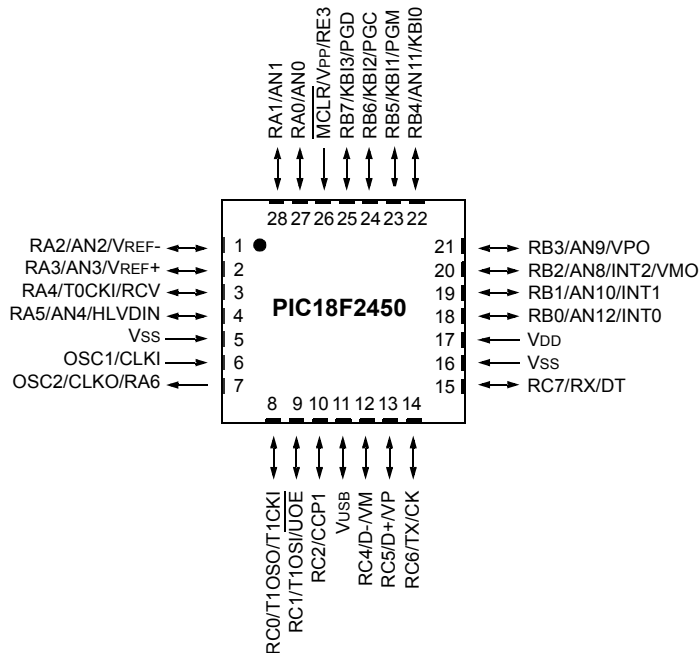 RA1/AN1
RA0/AN0
MCLR/VPP/RE3
RB7/KBI3/PGD
RB6/KBI2/PGC
RB5/KBI1/PGM
RB4/AN11/KBI0
28 27 26 25 24 23 22
RA2/AN2/VREF- 1
RA3/AN3/VREF+ 2
RA4/T0CKI/RCV 3
RA5/AN4/HLVDIN 4
VSS 5
OSC1/CLKI 6
OSC2/CLKO/RA6 7
PIC18F2450
21 RB3/AN9/VPO
20 RB2/AN8/INT2/VMO
19 RB1/AN10/INT1
18 RB0/AN12/INT0
17 VDD
16 VSS
15 RC7/RX/DT
8 9 10 11 12 13 14
RC0/T1OSO/T1CKI
RC1/T1OSI/UOE
RC2/CCP1
VUSB
RC4/D-/VM
RC5/D+/VP
RC6/TX/CK